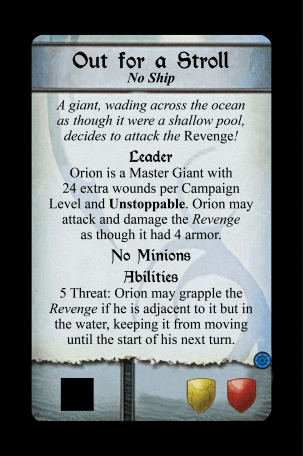 Out for a Stroll
No Ship
A giant, wading across the ocean
as though it were a shallow pool,
decides to attack the Revenge!
Leader
Orion is a Master Giant with
24 extra wounds per Campaign
Level and Unstoppable. Orion may
attack and damage the Revenge
as though it had 4 armor.
No Minions
Abilities
5 Threat: Orion may grapple the
Revenge if he is adjacent to it but in
the water, keeping it from moving
until the start of his next turn.